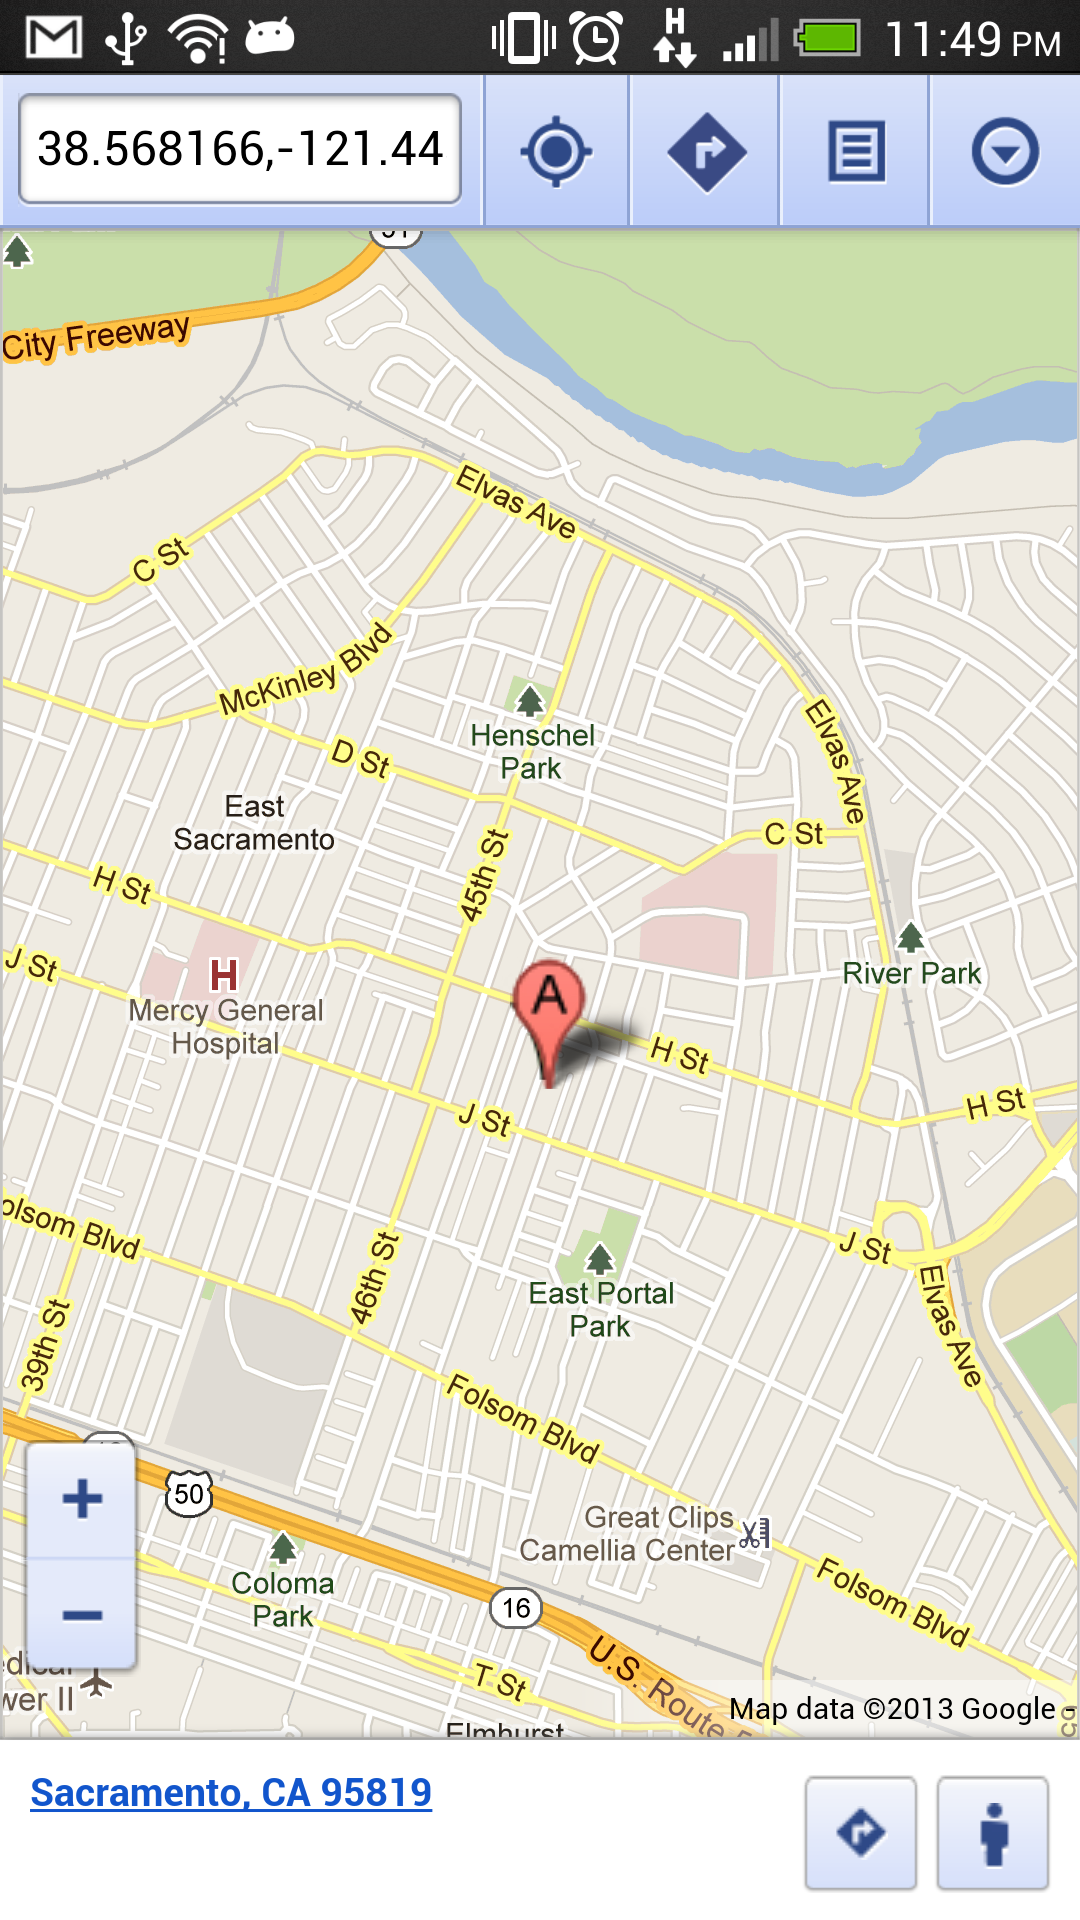 H
11:49 PM
38.568166,-121.44
City Freeway
Elvas Ave
C St
McKinley Blvd
Henschel
Park
D St
Elvas Ave
East
Sacramento
C St
45th St
H St
J St
H
Mercy General
Hospital
River Park
A
H St
H St
J St
olsom Blvd
46th St
J St
East Portal
Park
Elvas Ave
39th St
Folsom Blvd
50
Great Clips
Camellia Center
Coloma
Park
16
Folsom Blvd
U.S. Route
T St
wer II
Elmhurst
Map data ©2013 Google -
Sacramento, CA 95819